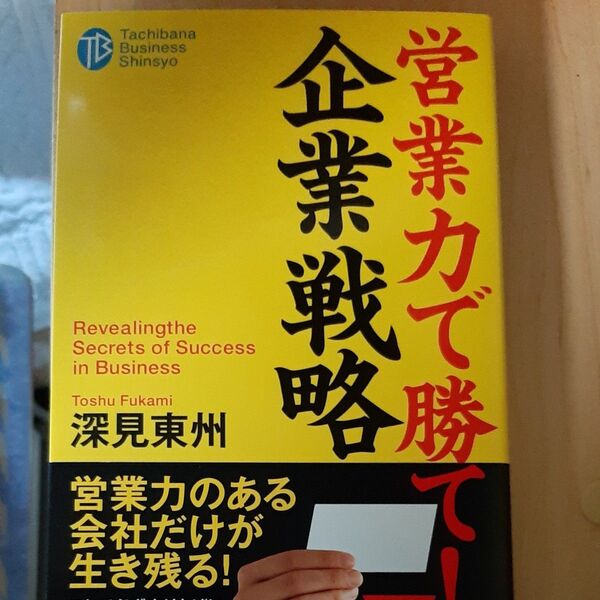 TB
Tachibana
Business
Shinsyo
営業力で勝て!
企業戦略
Revealingthe
Secrets of Success
in Business
Toshu Fukami
深見東州
営業力のある
会社だけが
生き残る!